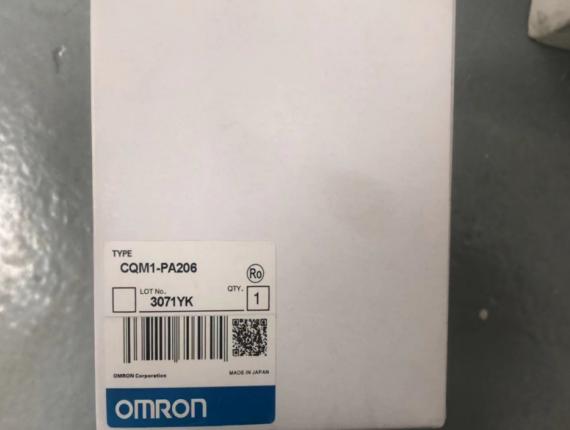 TYPE
CQM1-PA206
Ro
LOT No.
QTY.
3071YK
1
OMRON Corporation
MADE IN JAPAN
OMRON